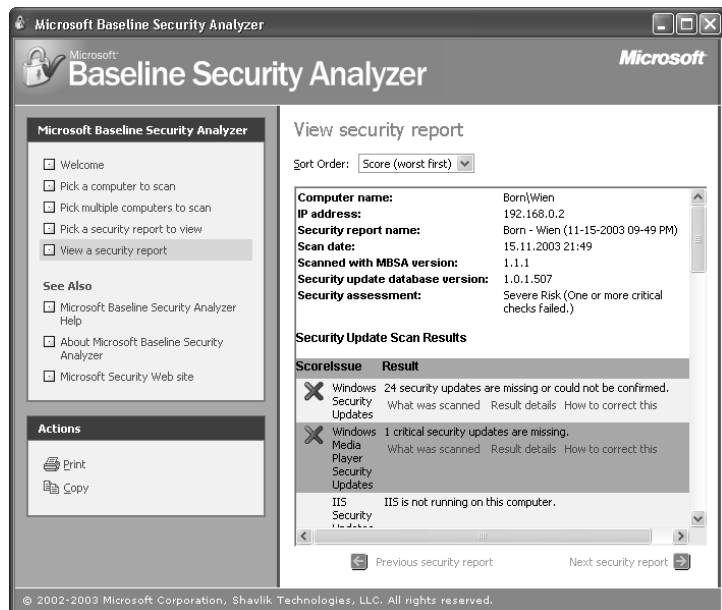 Microsoft Baseline Security Analyzer
Microsoft
Baseline Security Analyzer
Microsoft
Microsoft Baseline Security Analyzer
Welcome
Pick a computer to scan
Pick multiple computers to scan
Pick a security report to view
View a security report
See Also
Microsoft Baseline Security Analyzer
Help
About Microsoft Baseline Security
Analyzer
Microsoft Security Web site
Actions
Print
Copy
View security report
Sort Order: Score (worst first)
Computer name: Born\Wien
IP address: 192.168.0.2
Security report name: Born - Wien (11-15-2003 09-49 PM)
Scan date: 15.11.2003 21:49
Scanned with MBSA version: 1.1.1
Security update database version: 1.0.1.507
Security assessment: Severe Risk (One or more critical
checks failed.)
Security Update Scan Results
Score Issue Result
Windows 24 security updates are missing or could not be confirmed.
Security What was scanned Result details How to correct this
Updates
Windows 1 critical security updates are missing.
Media What was scanned Result details How to correct this
Player
Security
Updates
IIS IIS is not running on this computer.
Security
Updates
Previous security report Next security report
© 2002-2003 Microsoft Corporation, Shavlik Technologies, LLC. All rights reserved.